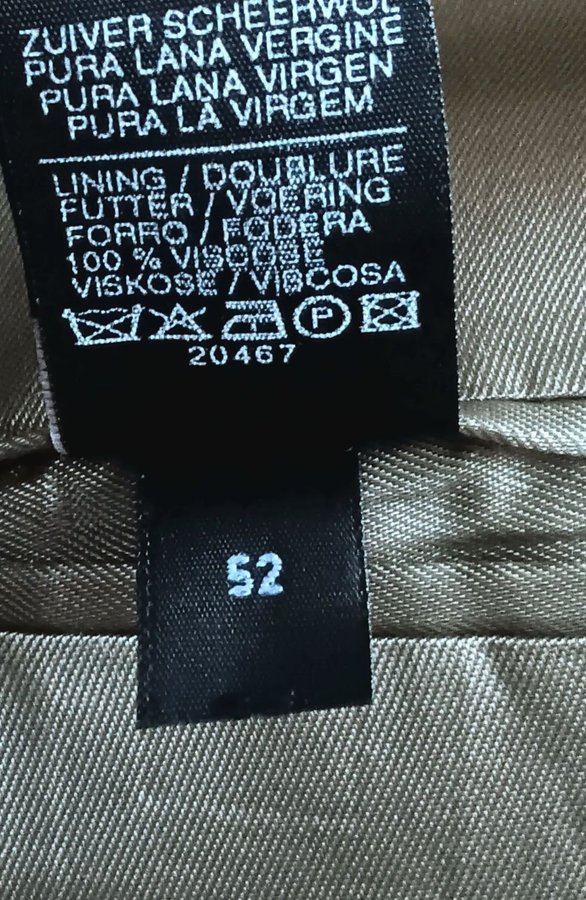 ZUIVER SCHEERWOL
PURA LANA VERGINE
PURA LANA VIRGEN
PURA LÃ VIRGEM
LINING / DOUBLURE
FUTTER / VOERING
FORRO / FODERA
100 % VISCOSE
VISKOSE / VISCOSA
P
20467
52